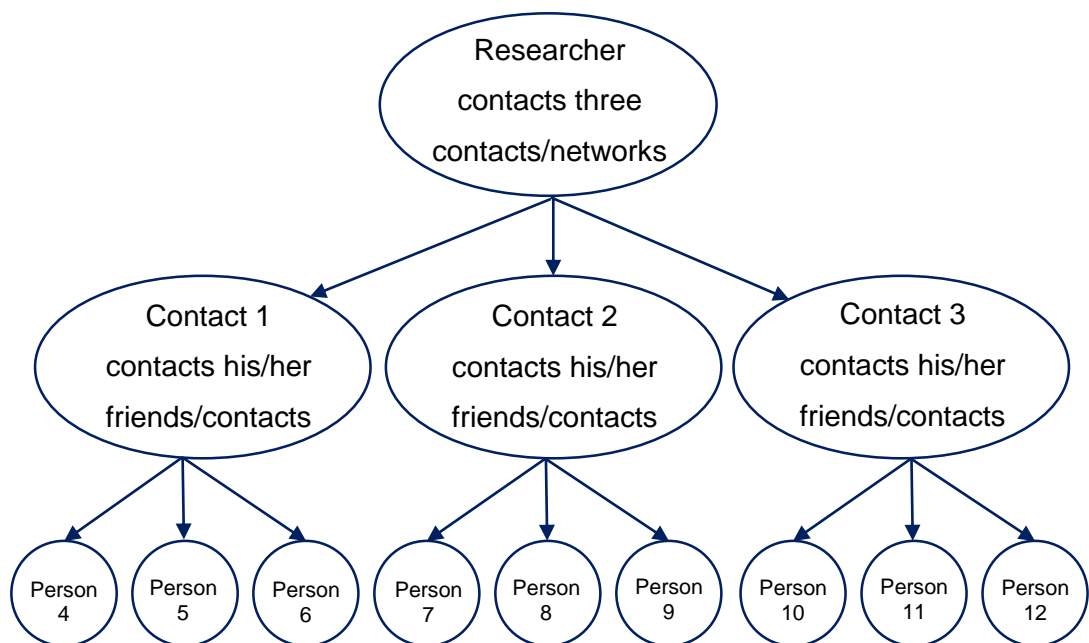 Researcher
contacts three
contacts/networks
Contact 1
contacts his/her
friends/contacts
Contact 2
contacts his/her
friends/contacts
Contact 3
contacts his/her
friends/contacts
Person
4
Person
5
Person
6
Person
7
Person
8
Person
9
Person
10
Person
11
Person
12